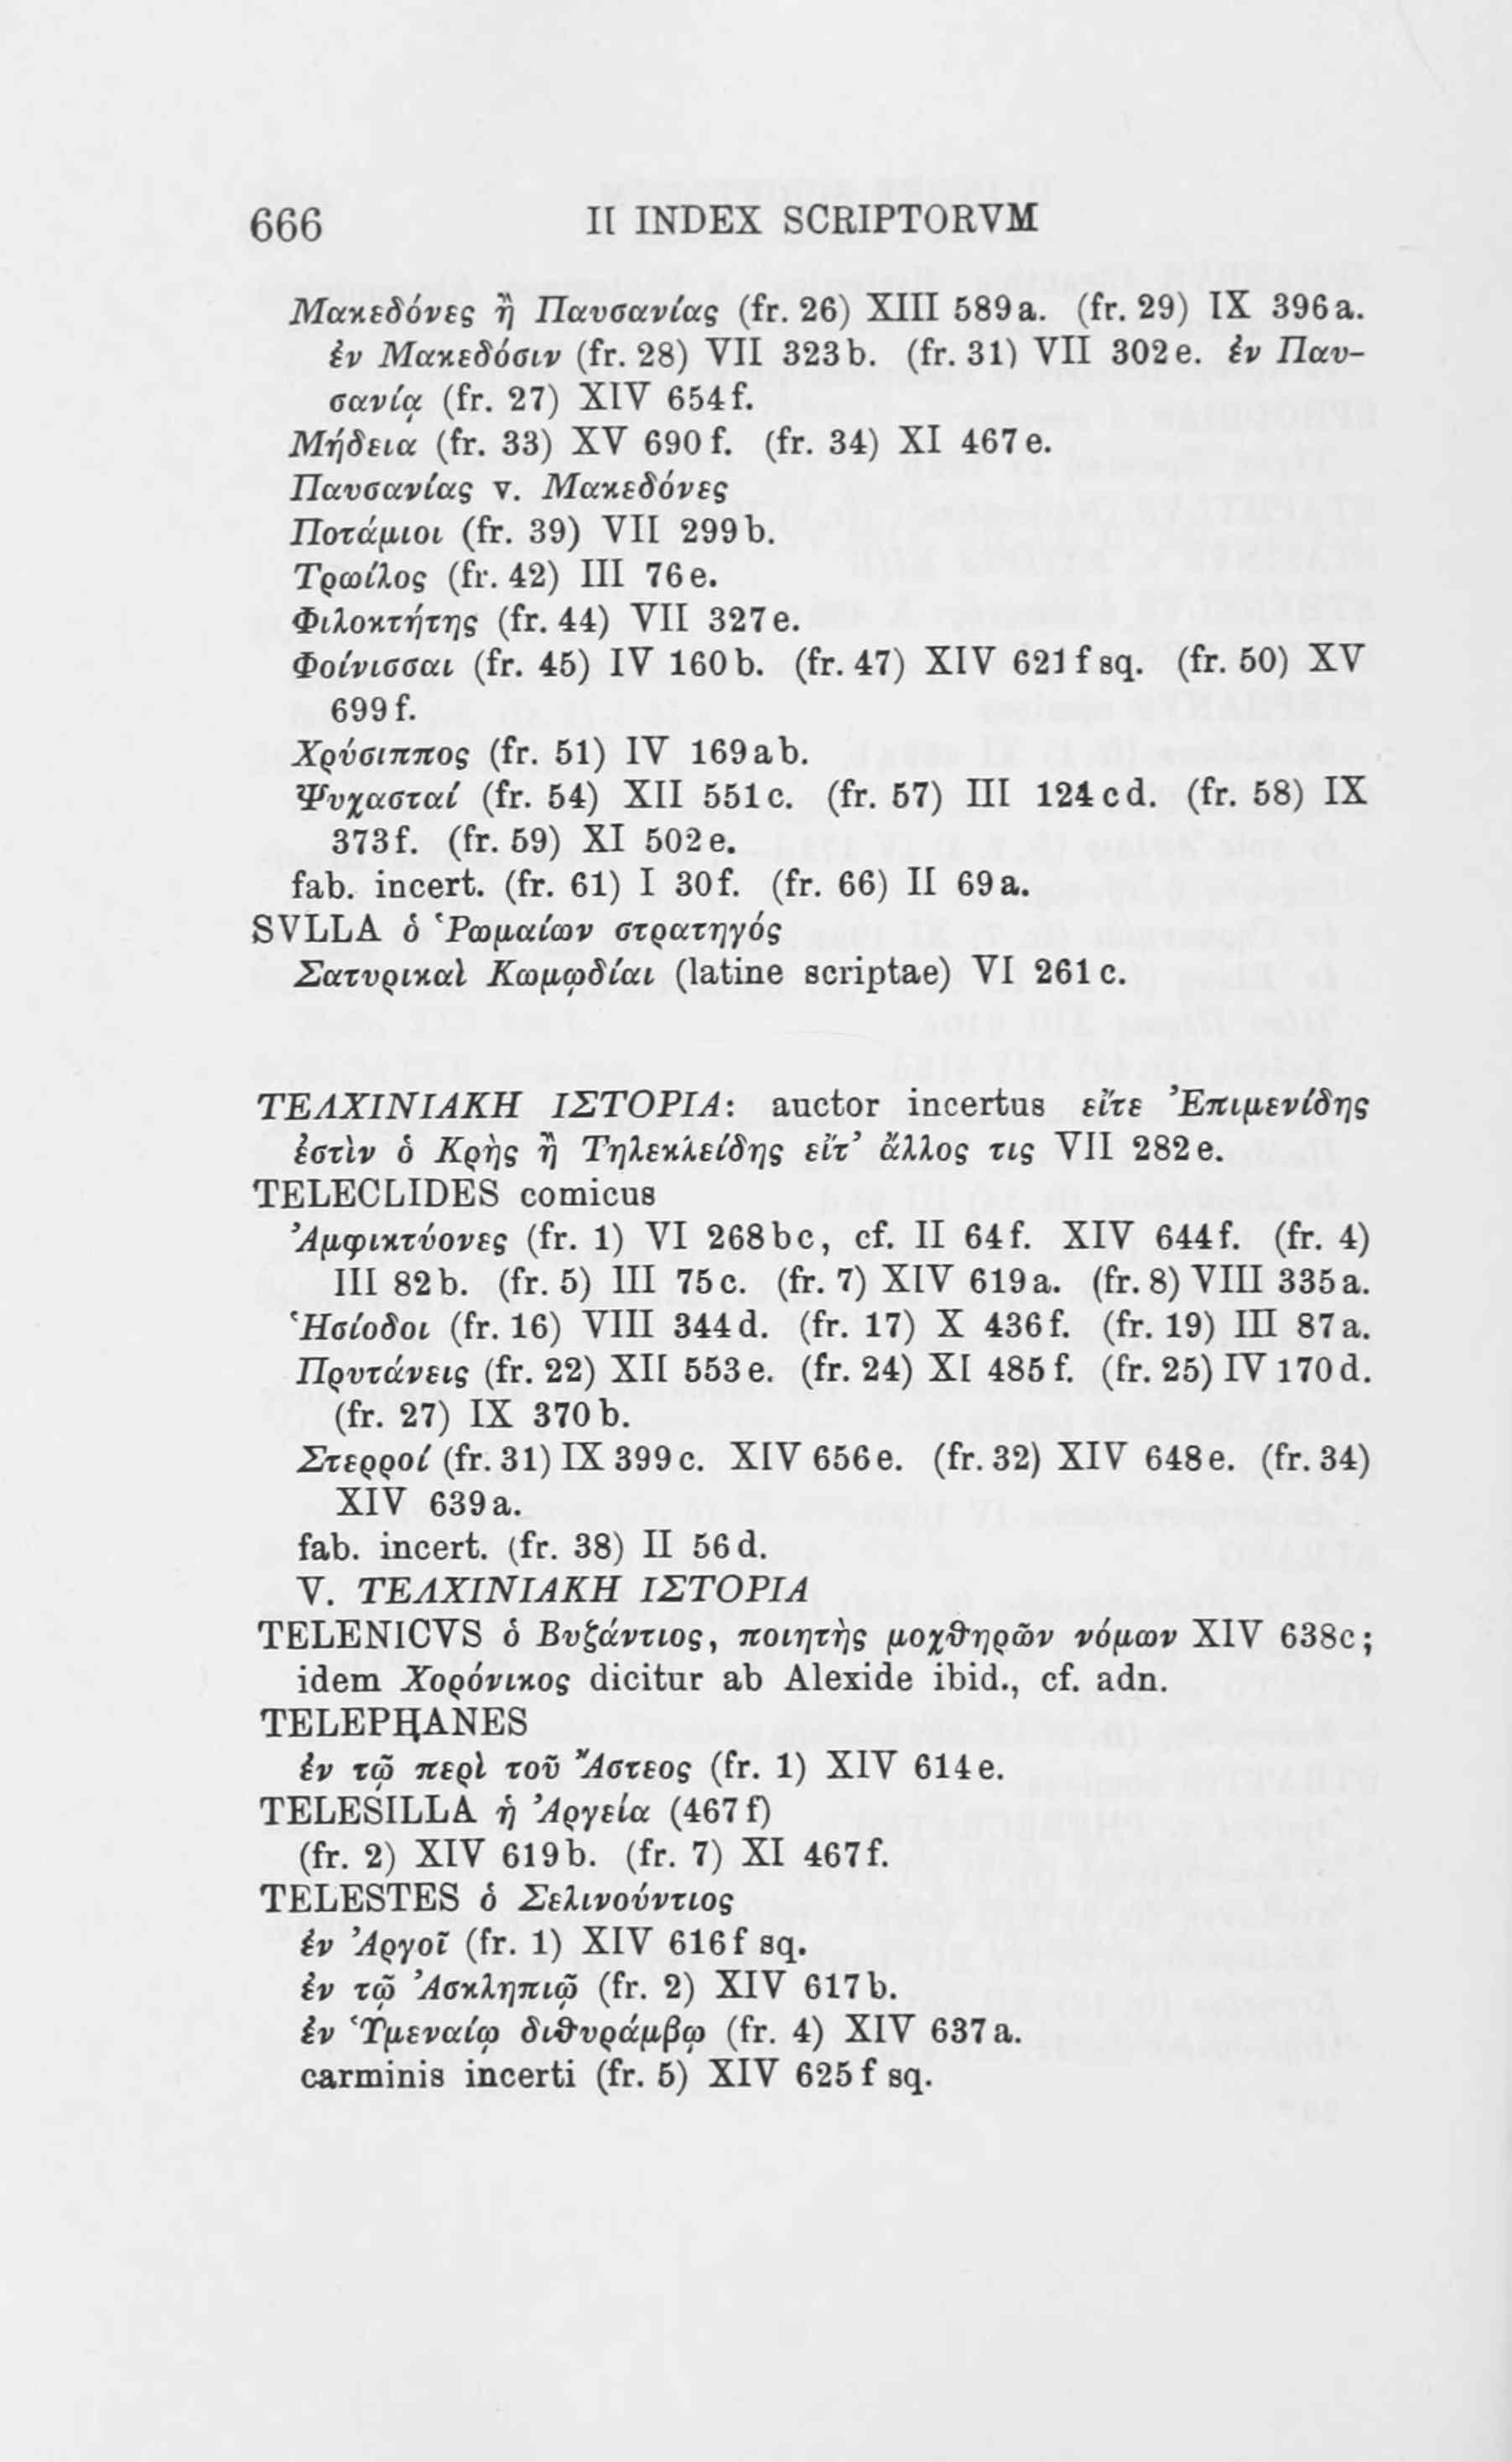 666 II INDEX SCRIPTORVM
Μακεδόνες ἢ Παυσανίας (fr. 26) XIII 589a. (fr. 29) IX 396a.
ἐν Μακεδόσιν (fr. 28) VII 323b. (fr. 31) VII 302e. ἐν Παυ-
σανίᾳ (fr. 27) XIV 654f.
Μήδεια (fr. 33) XV 690f. (fr. 34) XI 467e.
Παυσανίας v. Μακεδόνες
Ποτάμιοι (fr. 39) VII 299b.
Τρωίλος (fr. 42) III 76e.
Φιλοκτήτης (fr. 44) VII 327e.
Φοίνισσαι (fr. 45) IV 160b. (fr. 47) XIV 621f sq. (fr. 50) XV
699f.
Χρύσιππος (fr. 51) IV 169ab.
Ψυχασταί (fr. 54) XII 551c. (fr. 57) III 124cd. (fr. 58) IX
373f. (fr. 59) XI 502e.
fab. incert. (fr. 61) I 30f. (fr. 66) II 69a.
SVLLA ὁ Ῥωμαίων στρατηγός
Σατυρικαὶ Κωμῳδίαι (latine scriptae) VI 261c.
ΤΕΛΧΙΝΙΑΚΗ ΙΣΤΟΡΙΑ: auctor incertus εἴτε Ἐπιμενίδης
ἐστὶν ὁ Κρὴς ἢ Τηλεκλείδης εἴτ’ ἄλλος τις VII 282e.
TELECLIDES comicus
Ἀμφικτύονες (fr. 1) VI 268bc, cf. II 64f. XIV 644f. (fr. 4)
III 82b. (fr. 5) III 75c. (fr. 7) XIV 619a. (fr. 8) VIII 335a.
Ἡσίοδοι (fr. 16) VIII 344d. (fr. 17) X 436f. (fr. 19) III 87a.
Πρυτάνεις (fr. 22) XII 553e. (fr. 24) XI 485f. (fr. 25) IV 170d.
(fr. 27) IX 370b.
Στερροί (fr. 31) IX 399c. XIV 656e. (fr. 32) XIV 648e. (fr. 34)
XIV 639a.
fab. incert. (fr. 38) II 56d.
V. ΤΕΛΧΙΝΙΑΚΗ ΙΣΤΟΡΙΑ
TELENICVS ὁ Βυζάντιος, ποιητὴς μοχϑηρῶν νόμων XIV 638c;
idem Χορόνικος dicitur ab Alexide ibid., cf. adn.
TELEPHANES
ἐν τῷ περὶ τοῦ Ἄστεος (fr. 1) XIV 614e.
TELESILLA ἡ Ἀργεία (467f)
(fr. 2) XIV 619b. (fr. 7) XI 467f.
TELESTES ὁ Σελινούντιος
ἐν Ἀργοῖ (fr. 1) XIV 616f sq.
ἐν τῷ Ἀσκληπιῷ (fr. 2) XIV 617b.
ἐν Ὑμεναίῳ διϑυράμβῳ (fr. 4) XIV 637a.
carminis incerti (fr. 5) XIV 625f sq.